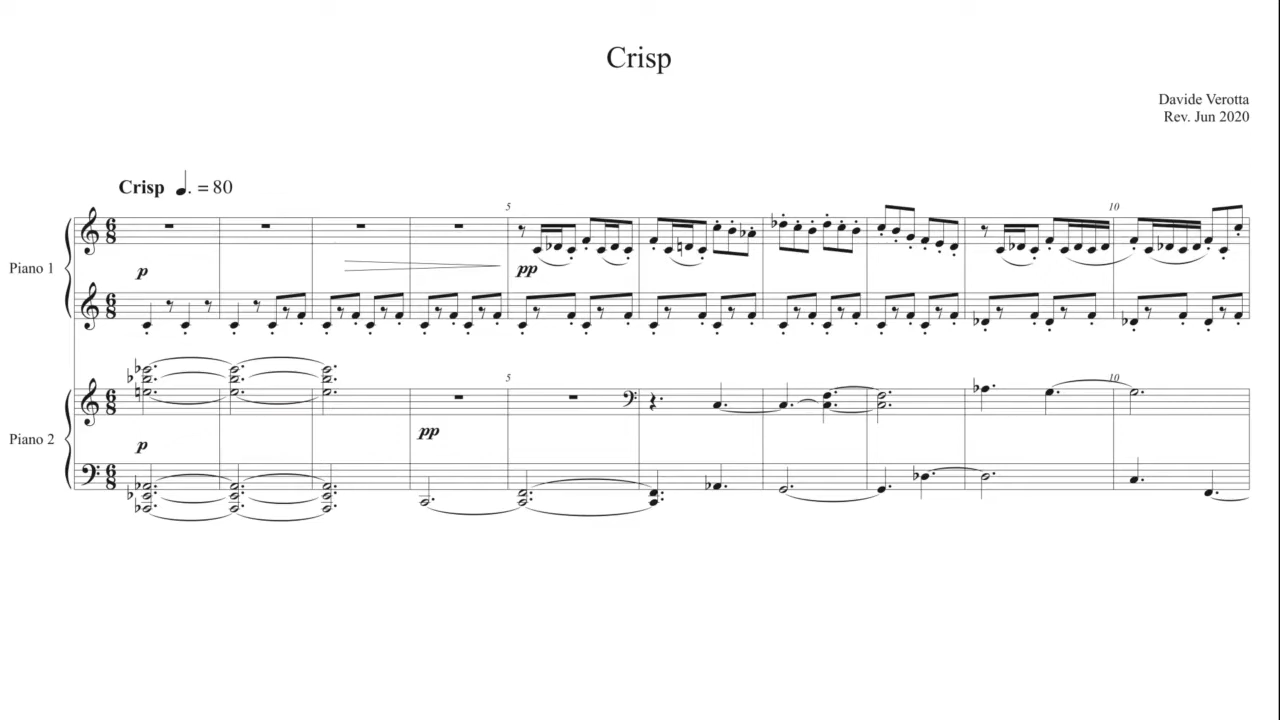 Crisp
Davide Verotta
Rev. Jun 2020
Crisp ♩. = 80
5
10
Piano 1
p
pp
5
10
Piano 2
pp
p